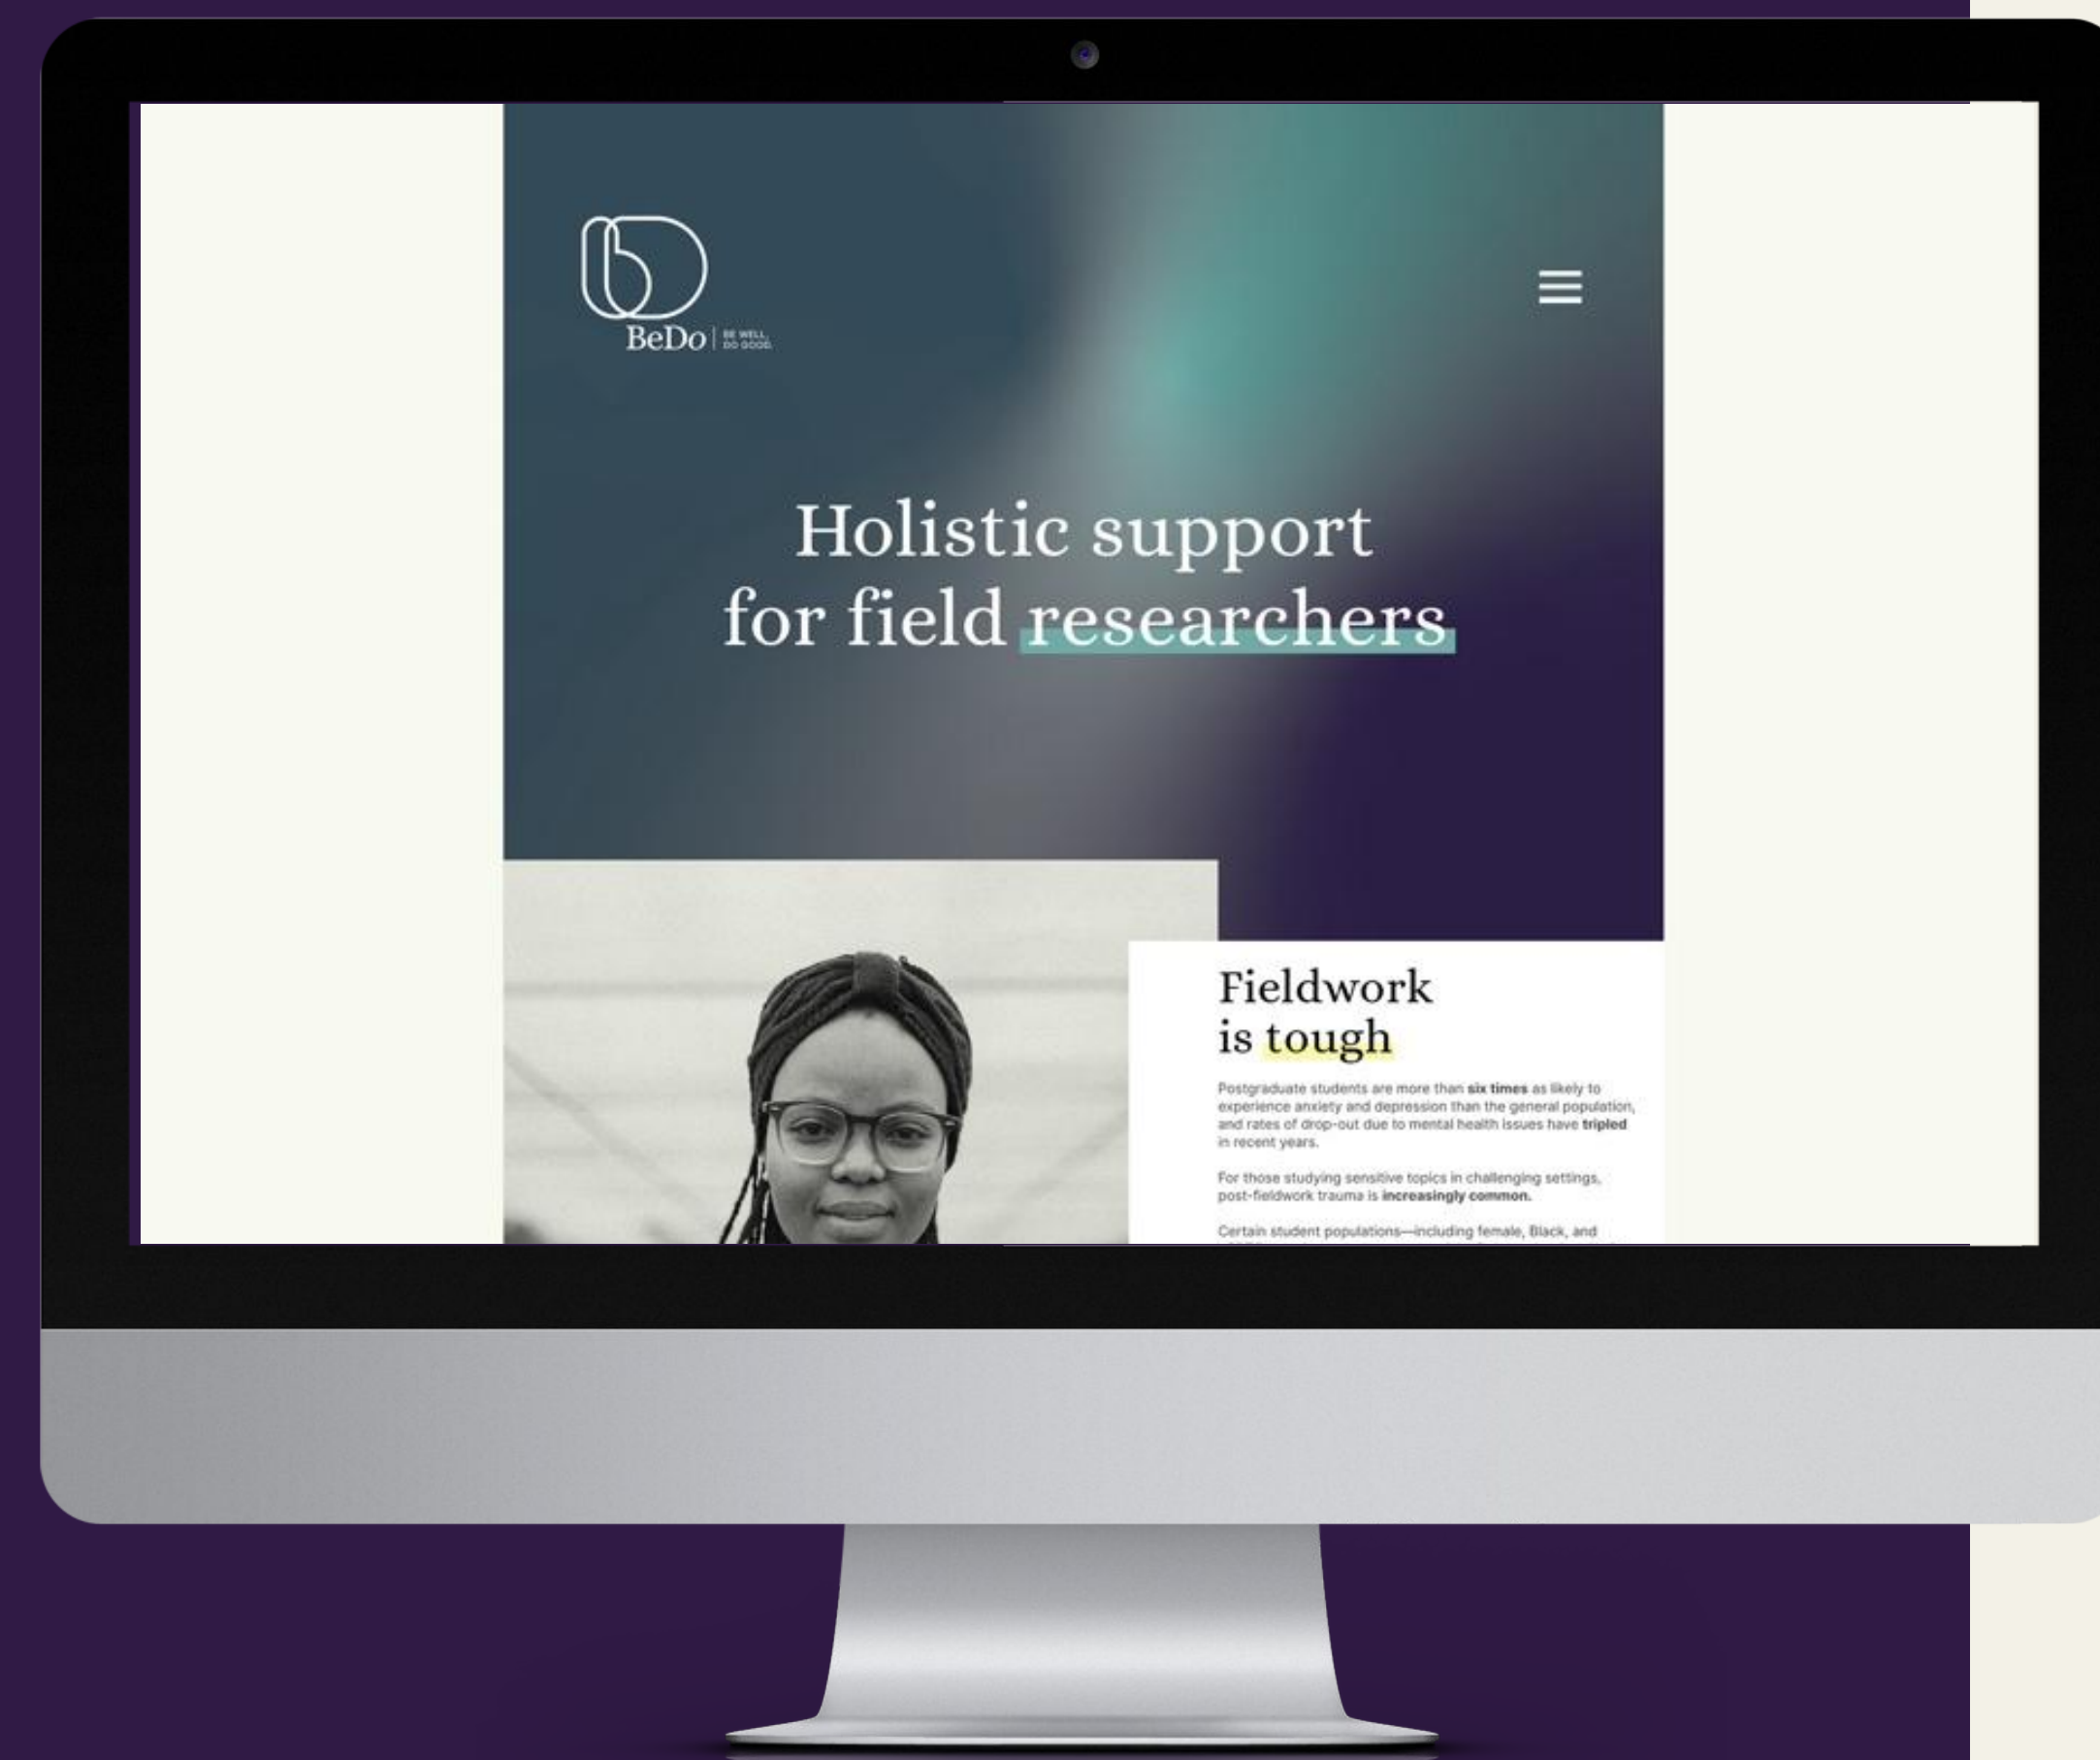 BeDo
BE WELL,
DO GOOD.
Holistic support
for field researchers
Fieldwork
is tough
Postgraduate students are more than six times as likely to
experience anxiety and depression than the general population,
and rates of drop-out due to mental health issues have tripled
in recent years.
For those studying sensitive topics in challenging settings,
post-fieldwork trauma is increasingly common.
Certain student populations—including female, Black, and